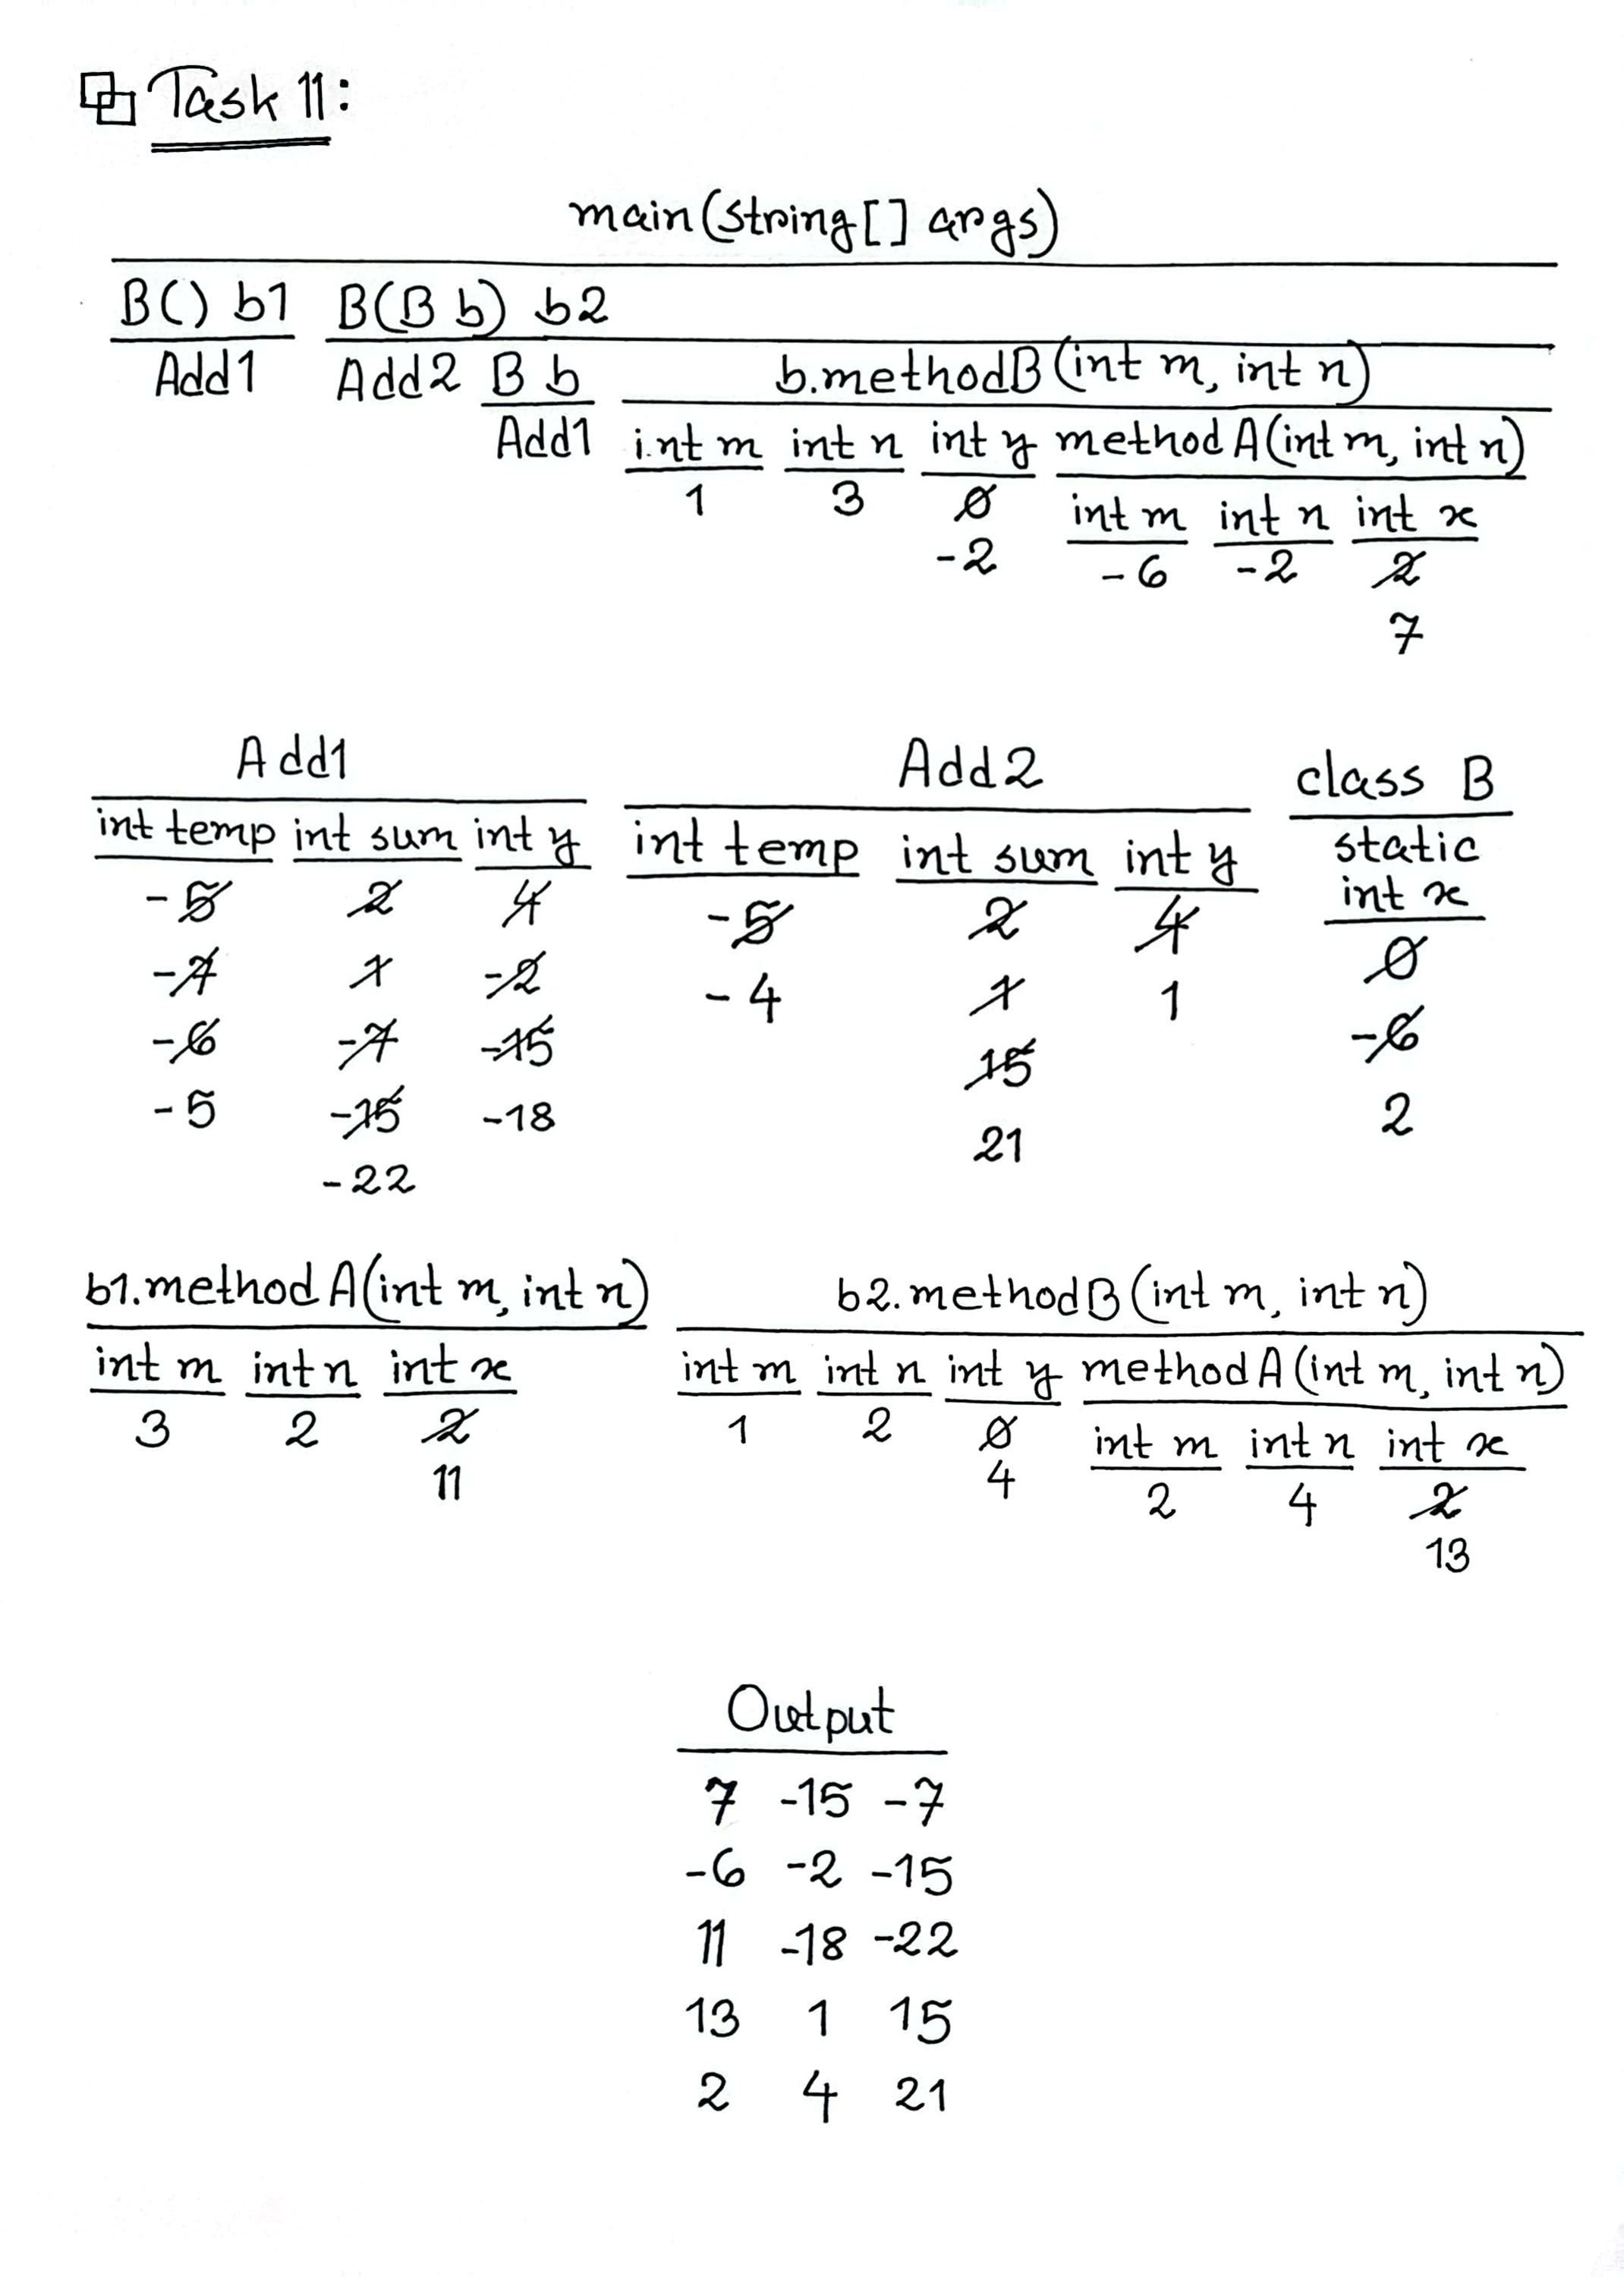 Task 11:
main(String[] args)
B() b1 B(B b) b2
Add1 Add2 B b b.methodB(int m, int n)
Add1 int m int n int y methodA(int m, int n)
1 3 0 int m int n int x
-2 -6 -2 2
7
Add1 Add2 class B
int temp int sum int y int temp int sum int y static
int x
-5 2 4 -5 2 4 0
-7 1 -2 -4 1 1 -6
-6 -7 -15 15 2
-5 -15 -18 21
-22
b1.methodA(int m, int n) b2.methodB(int m, int n)
int m int n int x int m int n int y methodA(int m, int n)
3 2 2 1 2 0 int m int n int x
11 4 2 4 2
13
Output
7 -15 -7
-6 -2 -15
11 -18 -22
13 1 15
2 4 21